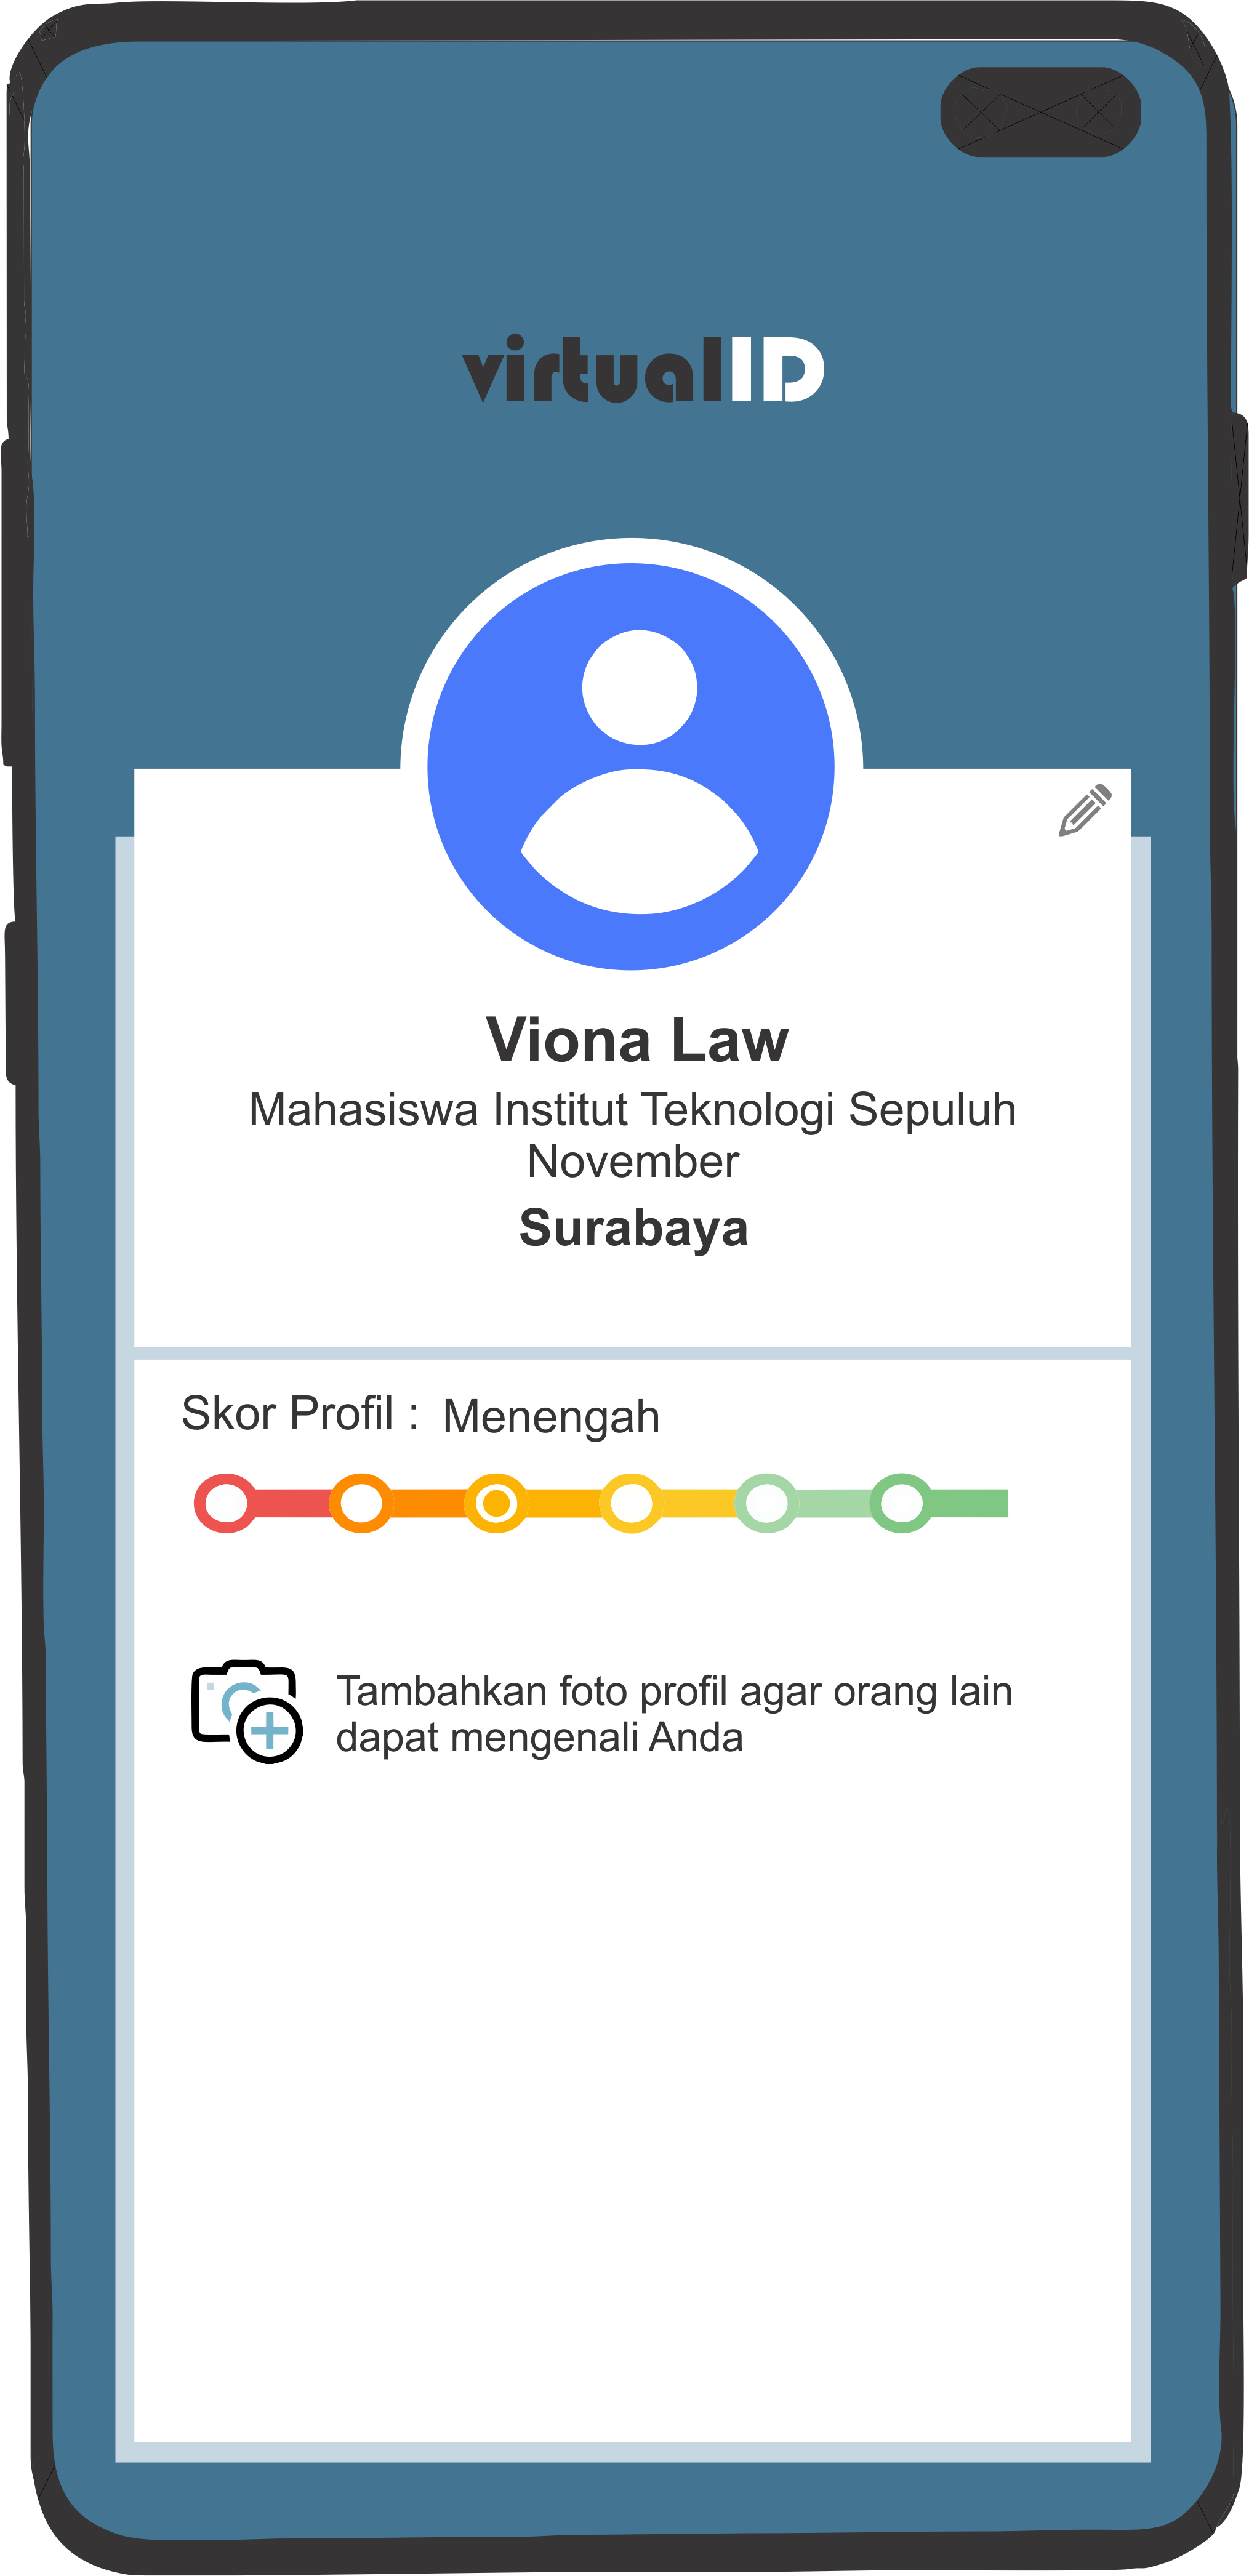 virtualID
Viona Law
Mahasiswa Institut Teknologi Sepuluh
November
Surabaya
Skor Profil : Menengah
Tambahkan foto profil agar orang lain
dapat mengenali Anda